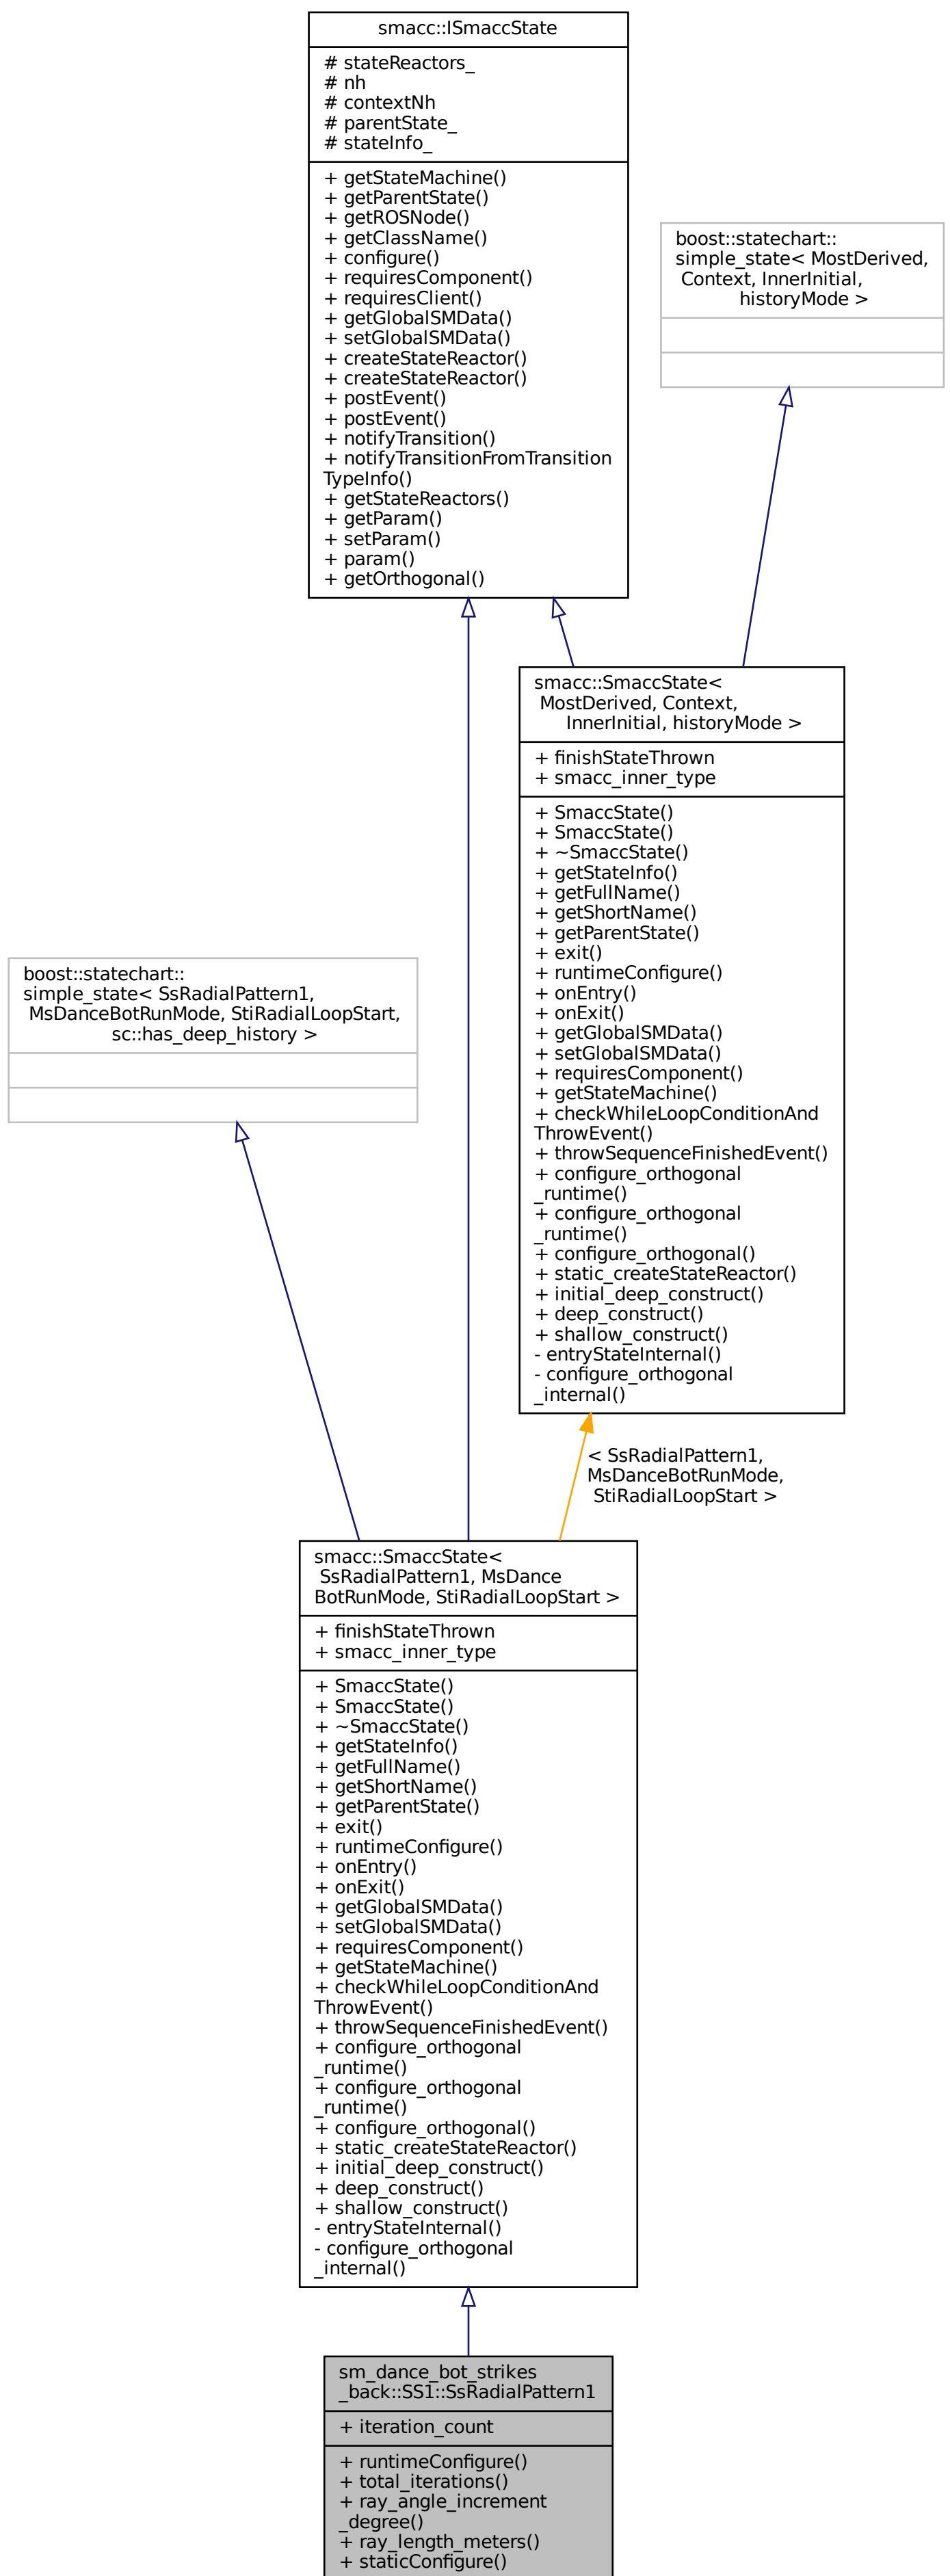 smacc::ISmaccState
# stateReactors_
# nh
# contextNh
# parentState_
# stateInfo_
+ getStateMachine()
+ getParentState()
+ getROSNode()
+ getClassName()
+ configure()
+ requiresComponent()
+ requiresClient()
+ getGlobalSMData()
+ setGlobalSMData()
+ createStateReactor()
+ createStateReactor()
+ postEvent()
+ postEvent()
+ notifyTransition()
+ notifyTransitionFromTransition
TypeInfo()
+ getStateReactors()
+ getParam()
+ setParam()
+ param()
+ getOrthogonal()
boost::statechart::
simple_state< MostDerived,
Context, InnerInitial,
historyMode >
smacc::SmaccState<
MostDerived, Context,
InnerInitial, historyMode >
+ finishStateThrown
+ smacc_inner_type
+ SmaccState()
+ SmaccState()
+ ~SmaccState()
+ getStateInfo()
+ getFullName()
+ getShortName()
+ getParentState()
+ exit()
+ runtimeConfigure()
+ onEntry()
+ onExit()
+ getGlobalSMData()
+ setGlobalSMData()
+ requiresComponent()
+ getStateMachine()
+ checkWhileLoopConditionAnd
ThrowEvent()
+ throwSequenceFinishedEvent()
+ configure_orthogonal
_runtime()
+ configure_orthogonal
_runtime()
+ configure_orthogonal()
+ static_createStateReactor()
+ initial_deep_construct()
+ deep_construct()
+ shallow_construct()
- entryStateInternal()
- configure_orthogonal
_internal()
boost::statechart::
simple_state< SsRadialPattern1,
MsDanceBotRunMode, StiRadialLoopStart,
sc::has_deep_history >
< SsRadialPattern1,
MsDanceBotRunMode,
StiRadialLoopStart >
smacc::SmaccState<
SsRadialPattern1, MsDance
BotRunMode, StiRadialLoopStart >
+ finishStateThrown
+ smacc_inner_type
+ SmaccState()
+ SmaccState()
+ ~SmaccState()
+ getStateInfo()
+ getFullName()
+ getShortName()
+ getParentState()
+ exit()
+ runtimeConfigure()
+ onEntry()
+ onExit()
+ getGlobalSMData()
+ setGlobalSMData()
+ requiresComponent()
+ getStateMachine()
+ checkWhileLoopConditionAnd
ThrowEvent()
+ throwSequenceFinishedEvent()
+ configure_orthogonal
_runtime()
+ configure_orthogonal
_runtime()
+ configure_orthogonal()
+ static_createStateReactor()
+ initial_deep_construct()
+ deep_construct()
+ shallow_construct()
- entryStateInternal()
- configure_orthogonal
_internal()
sm_dance_bot_strikes
_back::SS1::SsRadialPattern1
+ iteration_count
+ runtimeConfigure()
+ total_iterations()
+ ray_angle_increment
_degree()
+ ray_length_meters()
+ staticConfigure()